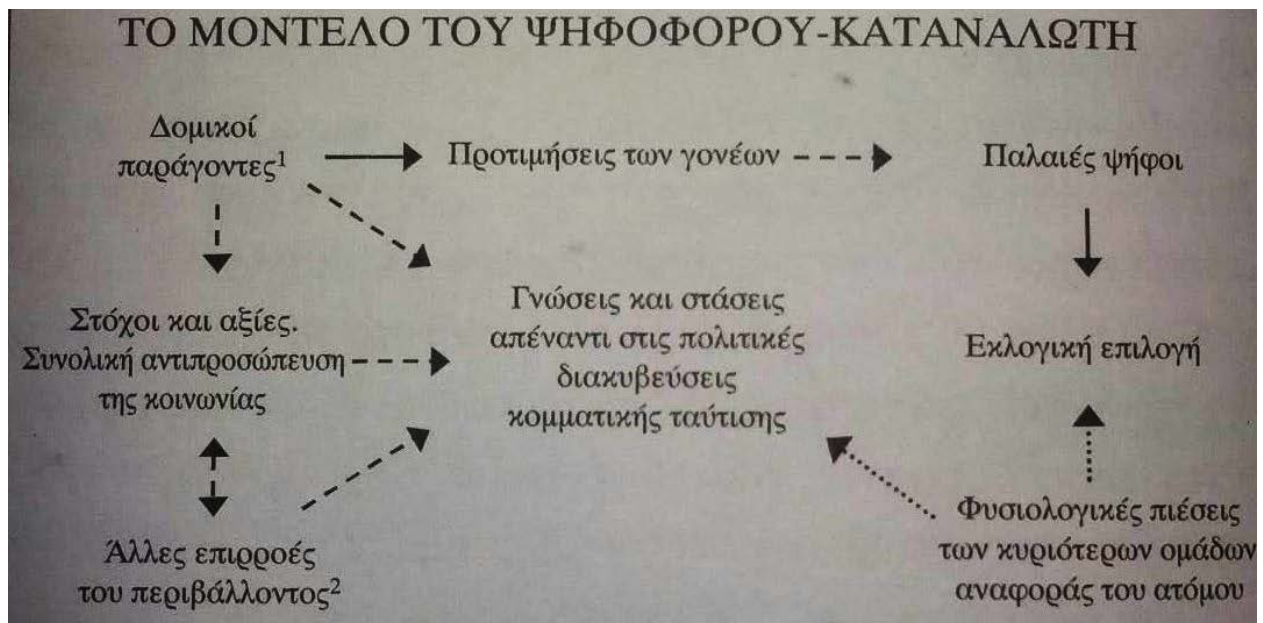 ΤΟ ΜΟΝΤΕΛΟ ΤΟΥ ΨΗΦΟΦΟΡΟΥ-ΚΑΤΑΝΑΛΩΤΗ
Δομικοί
παράγοντες¹
Προτιμήσεις των γονέων
Παλαιές ψήφοι
Στόχοι και αξίες.
Συνολική αντιπροσώπευση
της κοινωνίας
Γνώσεις και στάσεις
απέναντι στις πολιτικές
διακυβεύσεις
κομματικής ταύτισης
Εκλογική επιλογή
Άλλες επιρροές
του περιβάλλοντος²
Φυσιολογικές πιέσεις
των κυριότερων ομάδων
αναφοράς του ατόμου